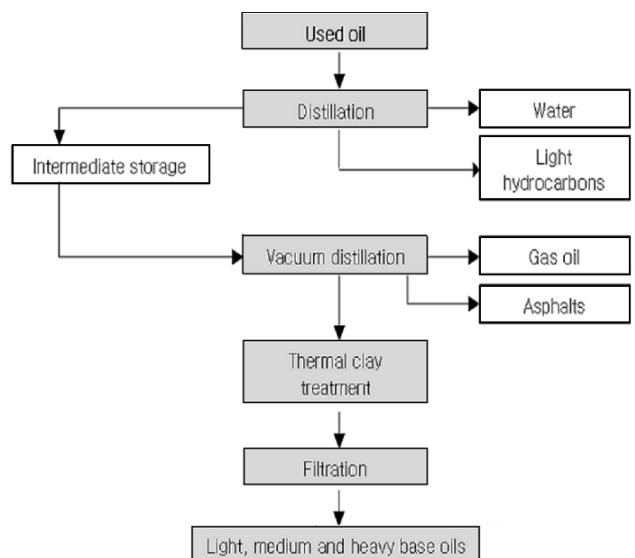 Used oil
Distillation
Water
Intermediate storage
Light
hydrocarbons
Vacuum distillation
Gas oil
Asphalts
Thermal clay
treatment
Filtration
Light, medium and heavy base oils